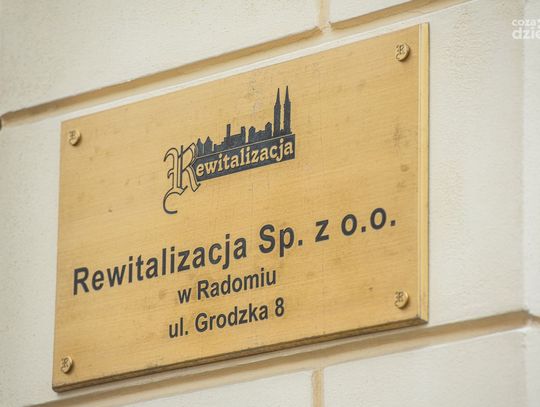 Rewitalizacja
Rewitalizacja Sp. z o.o.
w Radomiu
ul. Grodzka 8